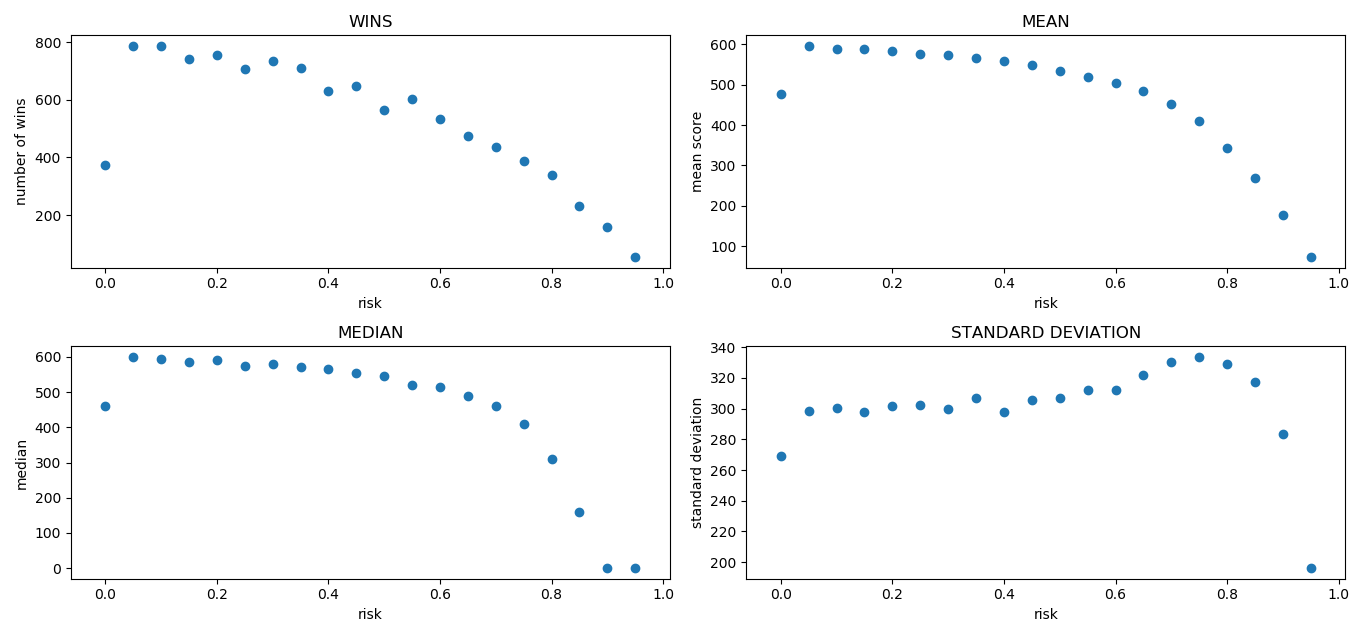 WINS
800
600
400
200
number of wins
0.0 0.2 0.4 0.6 0.8 1.0
risk
MEAN
600
500
400
300
200
100
mean score
0.0 0.2 0.4 0.6 0.8 1.0
risk
MEDIAN
600
500
400
300
200
100
0
median
0.0 0.2 0.4 0.6 0.8 1.0
risk
STANDARD DEVIATION
340
320
300
280
260
240
220
200
standard deviation
0.0 0.2 0.4 0.6 0.8 1.0
risk